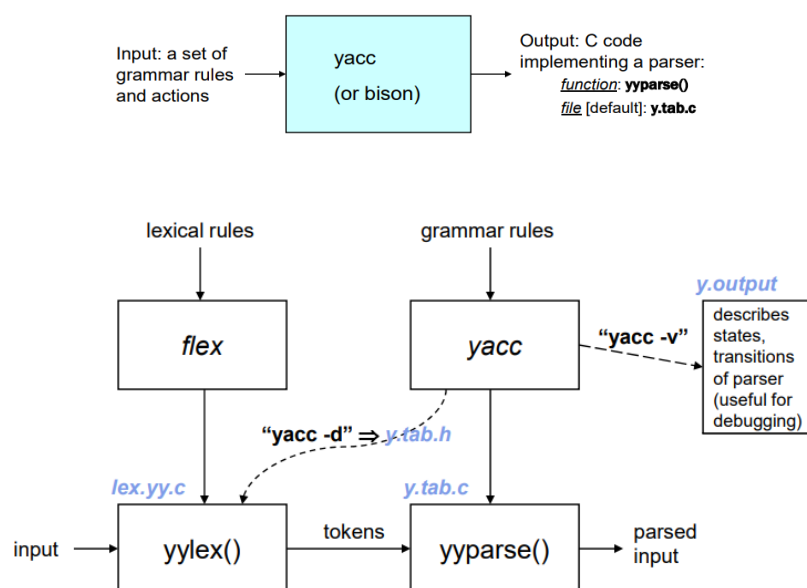 Input: a set of
grammar rules
and actions
yacc
(or bison)
Output: C code
implementing a parser:
function: yyparse()
file [default]: y.tab.c
lexical rules
grammar rules
y.output
flex
yacc
“yacc -v”
describes
states,
transitions
of parser
(useful for
debugging)
“yacc -d” ⇒ y.tab.h
lex.yy.c
y.tab.c
input
yylex()
tokens
yyparse()
parsed
input